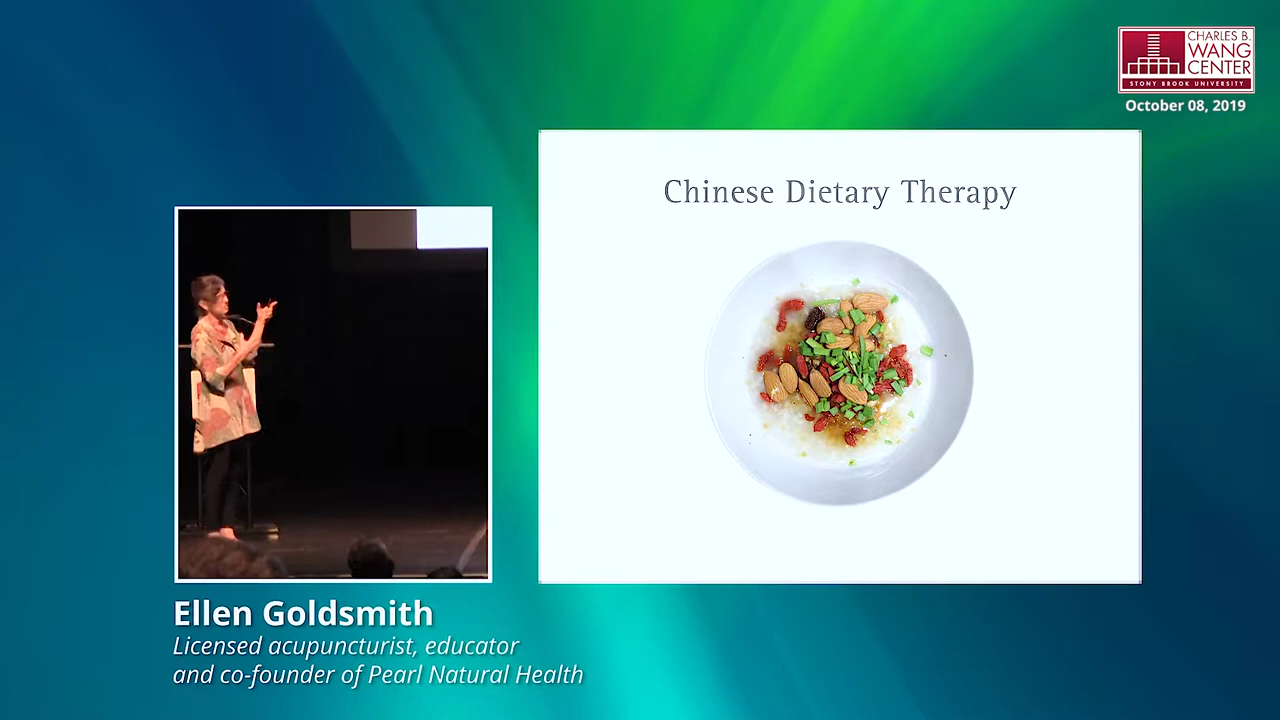 CHARLES B.
WANG
CENTER
STONY BROOK UNIVERSITY
October 08, 2019
Chinese Dietary Therapy
Ellen Goldsmith
Licensed acupuncturist, educator
and co-founder of Pearl Natural Health